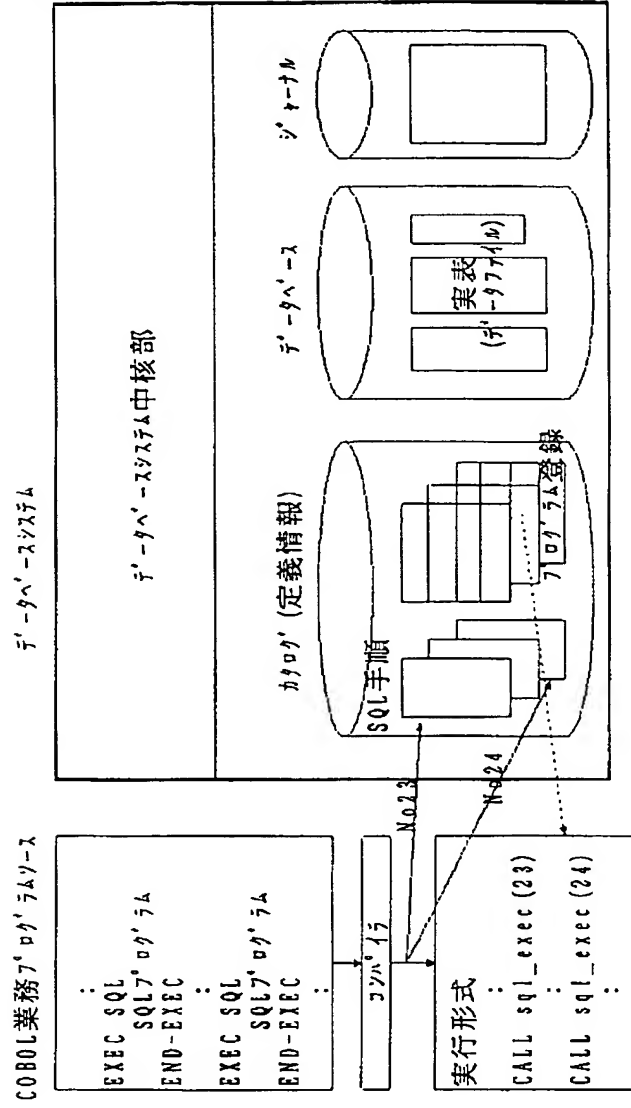 データベースシステム
データベースシステム中核部
カタログ(定義情報)
SQL手順
プログラム登録
データベース
実表
(データファイル)
ジャーナル
COBOL業務プログラムソース
:
EXEC SQL
SQLプログラム
END-EXEC
:
EXEC SQL
SQLプログラム
END-EXEC
:
コンパイラ
No23
No24
実行形式
:
CALL sql_exec(23)
:
CALL sql_exec(24)
: